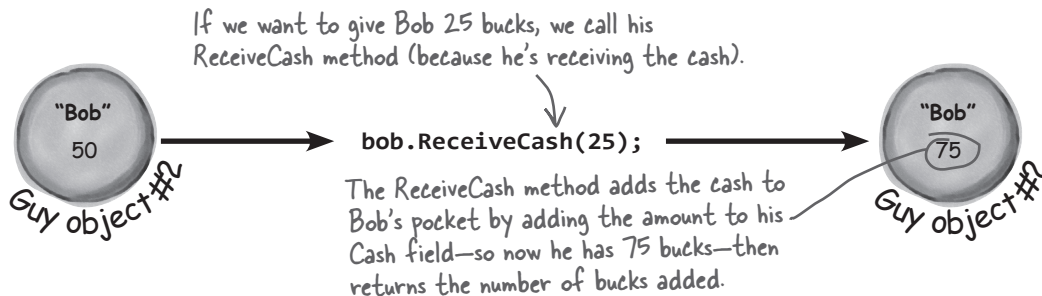 If we want to give Bob 25 bucks, we call his
ReceiveCash method (because he's receiving the cash).
"Bob"
50
Guy object #2
bob.ReceiveCash(25);
"Bob"
75
Guy object #2
The ReceiveCash method adds the cash to
Bob's pocket by adding the amount to his
Cash field—so now he has 75 bucks—then
returns the number of bucks added.